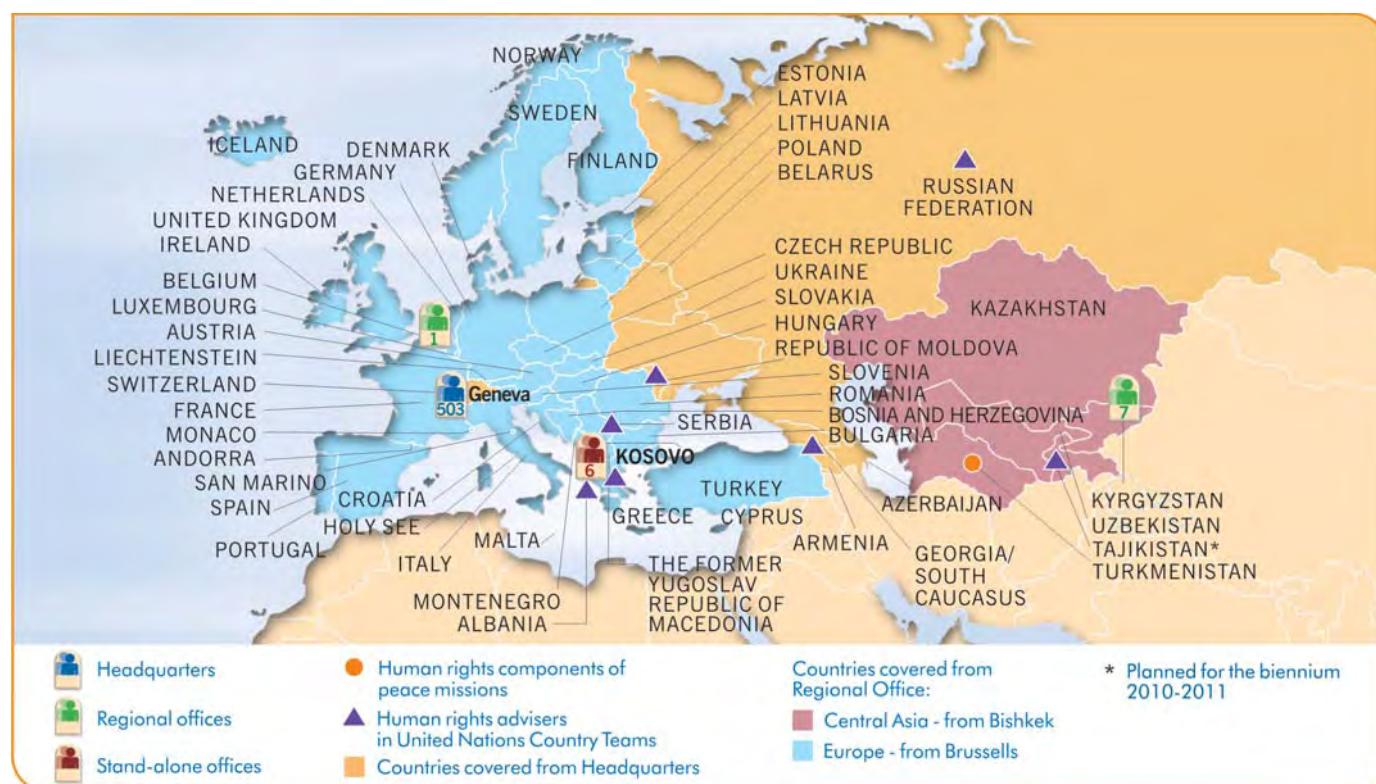 NORWAY
SWEDEN
ICELAND
FINLAND
DENMARK
GERMANY
NETHERLANDS
UNITED KINGDOM
IRELAND
BELGIUM
LUXEMBOURG
AUSTRIA
LIECHTENSTEIN
SWITZERLAND
FRANCE
MONACO
ANDORRA
SAN MARINO
SPAIN
CROATIA
HOLY SEE
PORTUGAL
ITALY
MALTA
MONTENEGRO
ALBANIA
1
503
Geneva
6
KOSOVO
GREECE
THE FORMER
YUGOSLAV
REPUBLIC OF
MACEDONIA
ESTONIA
LATVIA
LITHUANIA
POLAND
BELARUS
CZECH REPUBLIC
UKRAINE
SLOVAKIA
HUNGARY
REPUBLIC OF MOLDOVA
SLOVENIA
ROMANIA
BOSNIA AND HERZEGOVINA
SERBIA
BULGARIA
TURKEY
CYPRUS
ARMENIA
AZERBAIJAN
GEORGIA/
SOUTH
CAUCASUS
RUSSIAN
FEDERATION
KAZAKHSTAN
7
KYRGYZSTAN
UZBEKISTAN
TAJIKISTAN*
TURKMENISTAN
Headquarters
Regional offices
Stand-alone offices
Human rights components of
peace missions
Human rights advisers
in United Nations Country Teams
Countries covered from Headquarters
Countries covered from
Regional Office:
Central Asia - from Bishkek
Europe - from Brussells
* Planned for the biennium
2010-2011